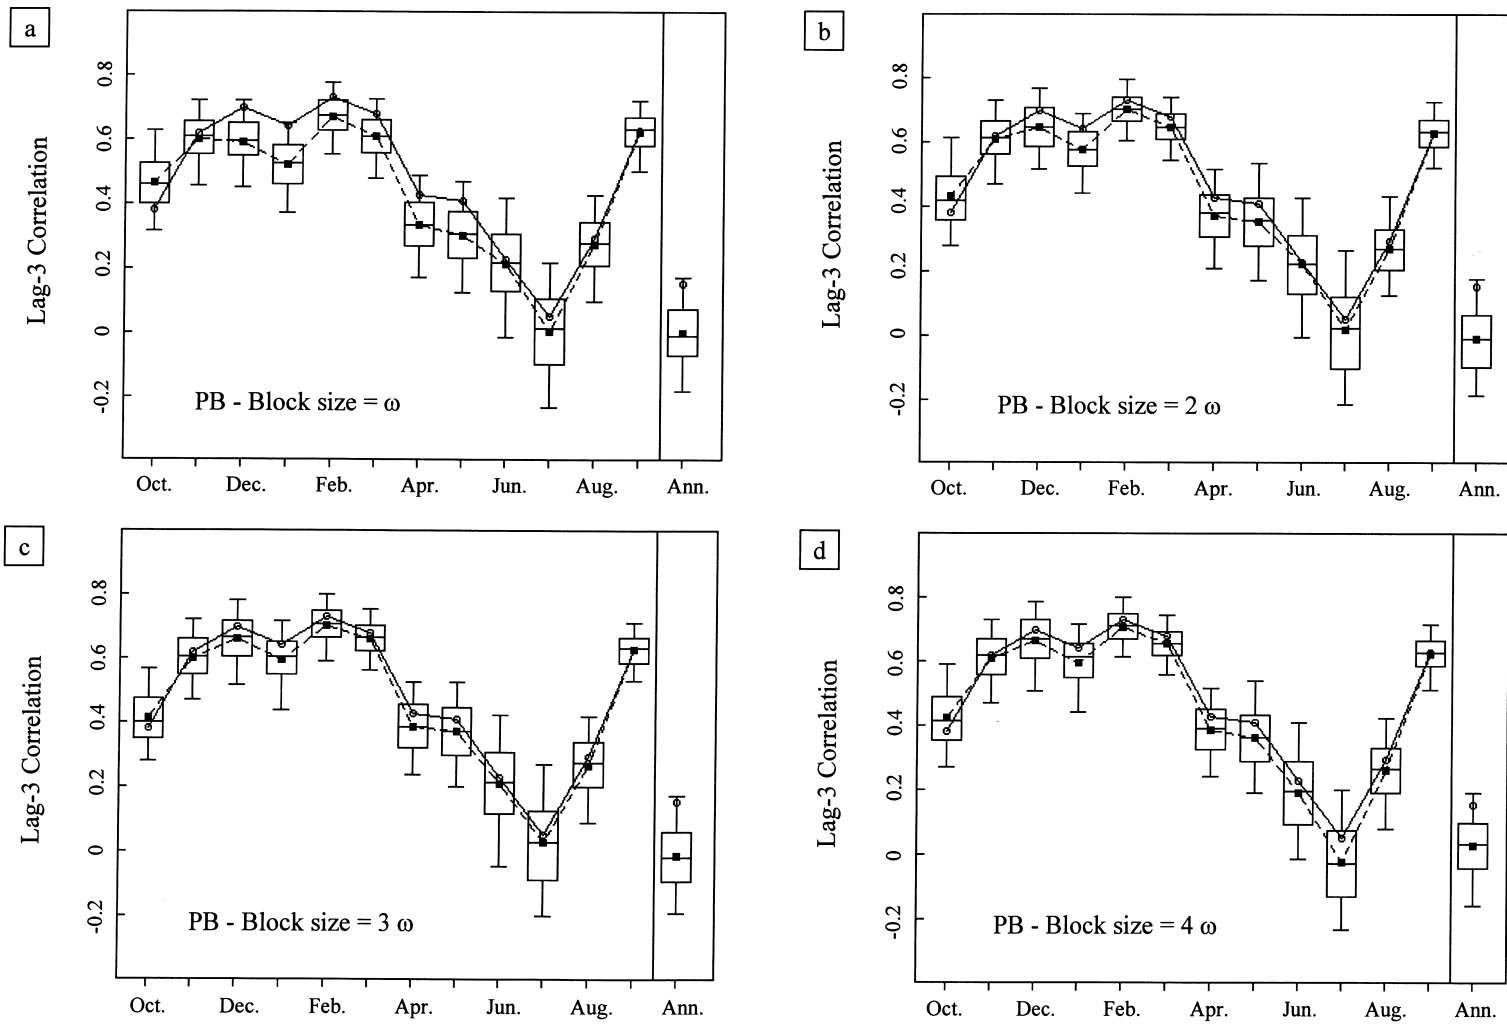 a
Lag-3 Correlation
0.8
0.6
0.4
0.2
0
-0.2
PB - Block size = ω
Oct. Dec. Feb. Apr. Jun. Aug. Ann.
b
Lag-3 Correlation
0.8
0.6
0.4
0.2
0
-0.2
PB - Block size = 2 ω
Oct. Dec. Feb. Apr. Jun. Aug. Ann.
c
Lag-3 Correlation
0.8
0.6
0.4
0.2
0
-0.2
PB - Block size = 3 ω
Oct. Dec. Feb. Apr. Jun. Aug. Ann.
d
Lag-3 Correlation
0.8
0.6
0.4
0.2
0
-0.2
PB - Block size = 4 ω
Oct. Dec. Feb. Apr. Jun. Aug. Ann.